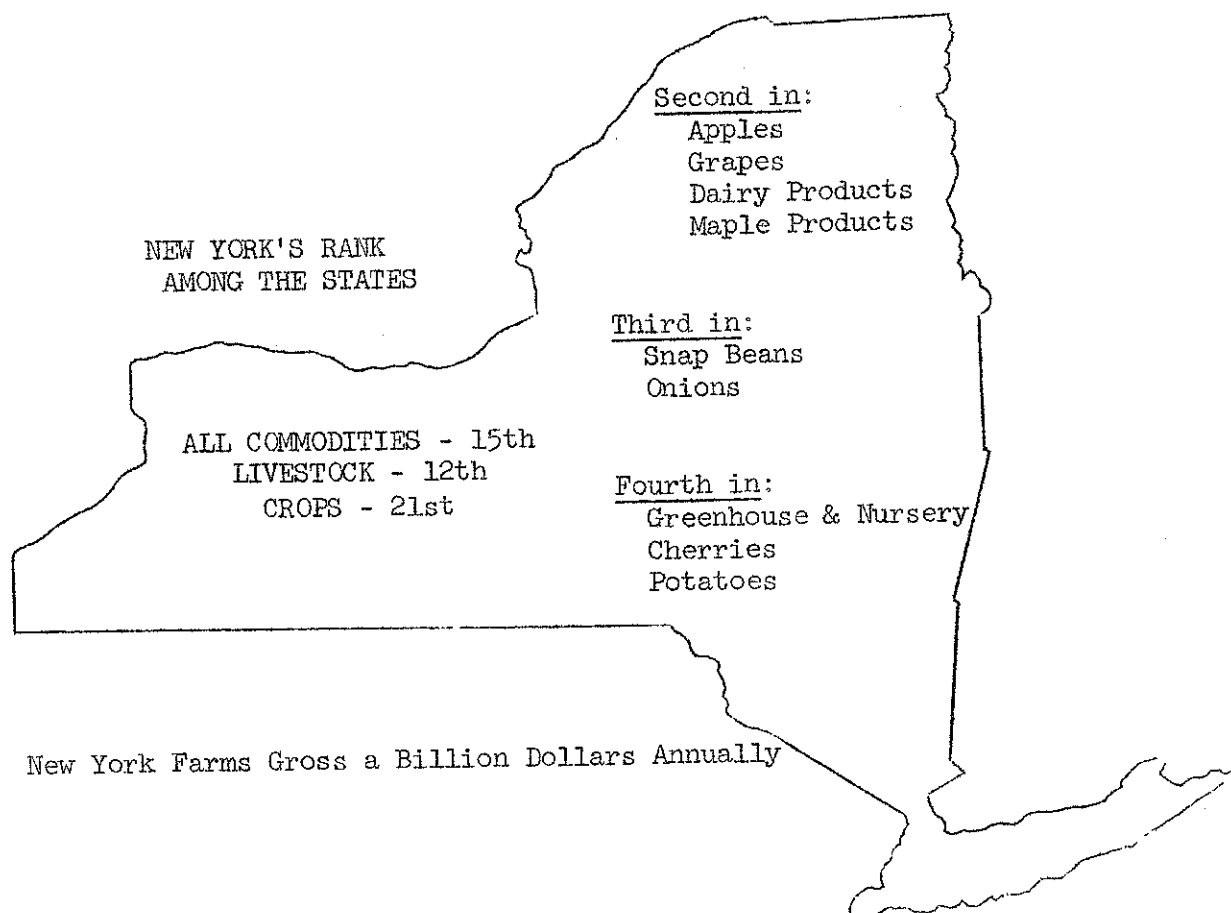 NEW YORK'S RANK
AMONG THE STATES
ALL COMMODITIES - 15th
LIVESTOCK - 12th
CROPS - 21st
Second in:
Apples
Grapes
Dairy Products
Maple Products
Third in:
Snap Beans
Onions
Fourth in:
Greenhouse & Nursery
Cherries
Potatoes
New York Farms Gross a Billion Dollars Annually